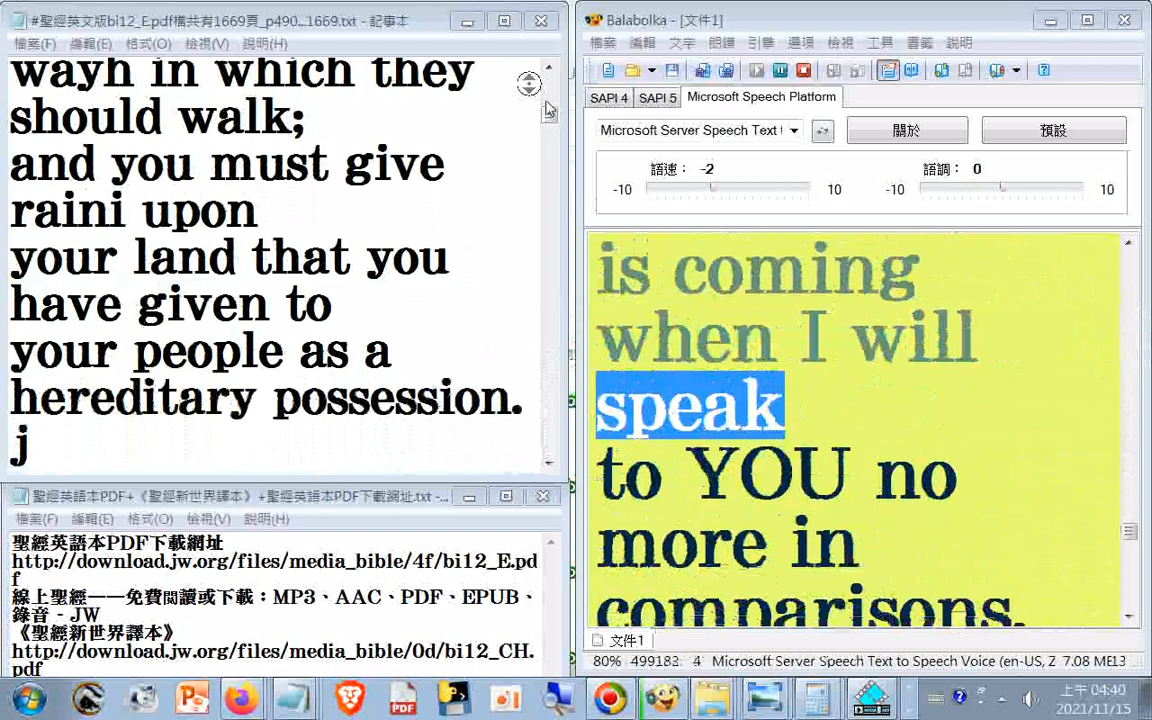 #聖經英文版bi12_E.pdf檔共有1669頁_p490...1669.txt - 記事本
檔案(F) 編輯(E) 格式(O) 檢視(V) 說明(H)
wayh in which they
should walk;
and you must give
raini upon
your land that you
have given to
your people as a
hereditary possession.
j
聖經英語本PDF+《聖經新世界譯本》+聖經英語本PDF下載網址.txt -...
檔案(F) 編輯(E) 格式(O) 檢視(V) 說明(H)
聖經英語本PDF下載網址
http://download.jw.org/files/media_bible/4f/bi12_E.pd
f
線上聖經——免費閱讀或下載：MP3、AAC、PDF、EPUB、
錄音 - JW
《聖經新世界譯本》
http://download.jw.org/files/media_bible/0d/bi12_CH.
pdf
Balabolka - [文件1]
檔案 編輯 文字 朗讀 引擎 選項 檢視 工具 書籤 說明
SAPI 4 SAPI 5 Microsoft Speech Platform
Microsoft Server Speech Text 關於 預設
語速： -2 語調： 0
-10 10 -10 10
is coming
when I will
speak
to YOU no
more in
comparisons.
文件1
80% 499182 4 Microsoft Server Speech Text to Speech Voice (en-US, Z 7.08 ME13
上午 04:40
2021/11/15